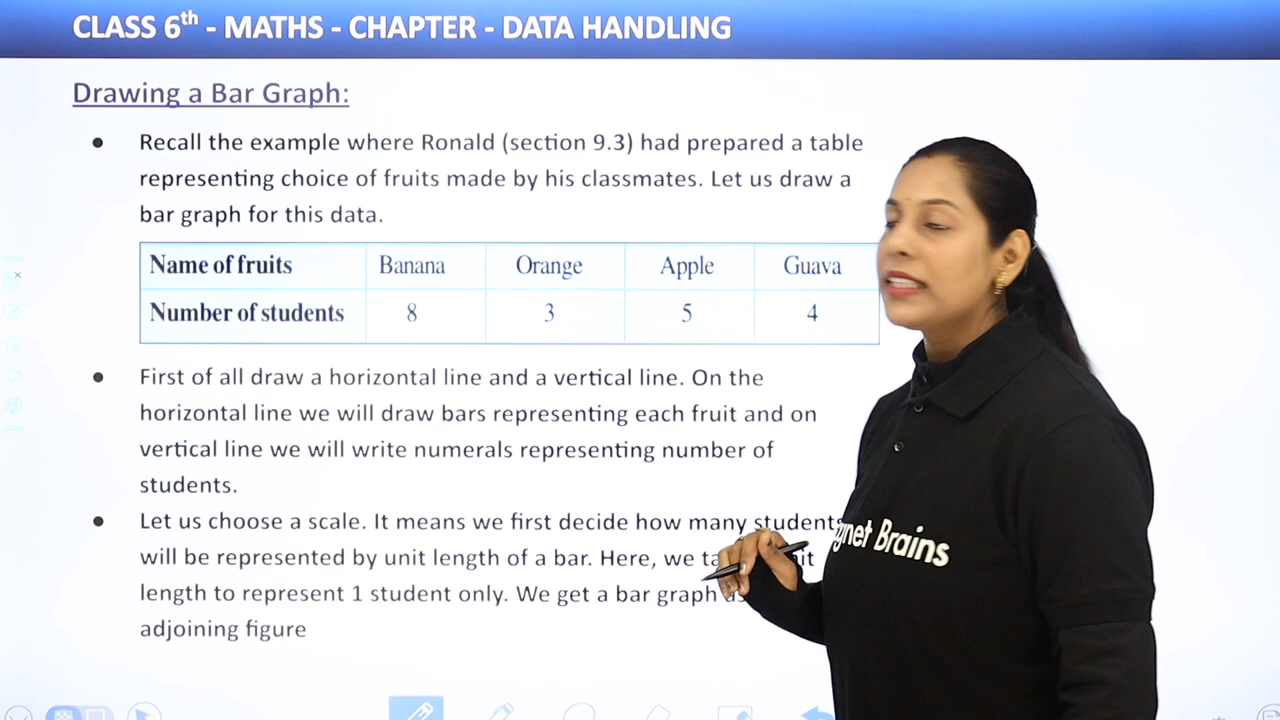 CLASS 6th - MATHS - CHAPTER - DATA HANDLING
Drawing a Bar Graph:
● Recall the example where Ronald (section 9.3) had prepared a table
representing choice of fruits made by his classmates. Let us draw a
bar graph for this data.
Name of fruits Banana Orange Apple Guava
Number of students 8 3 5 4
● First of all draw a horizontal line and a vertical line. On the
horizontal line we will draw bars representing each fruit and on
vertical line we will write numerals representing number of
students.
● Let us choose a scale. It means we first decide how many students
will be represented by unit length of a bar. Here, we
length to represent 1 student only. We get a bar graph
adjoining figure
Brains